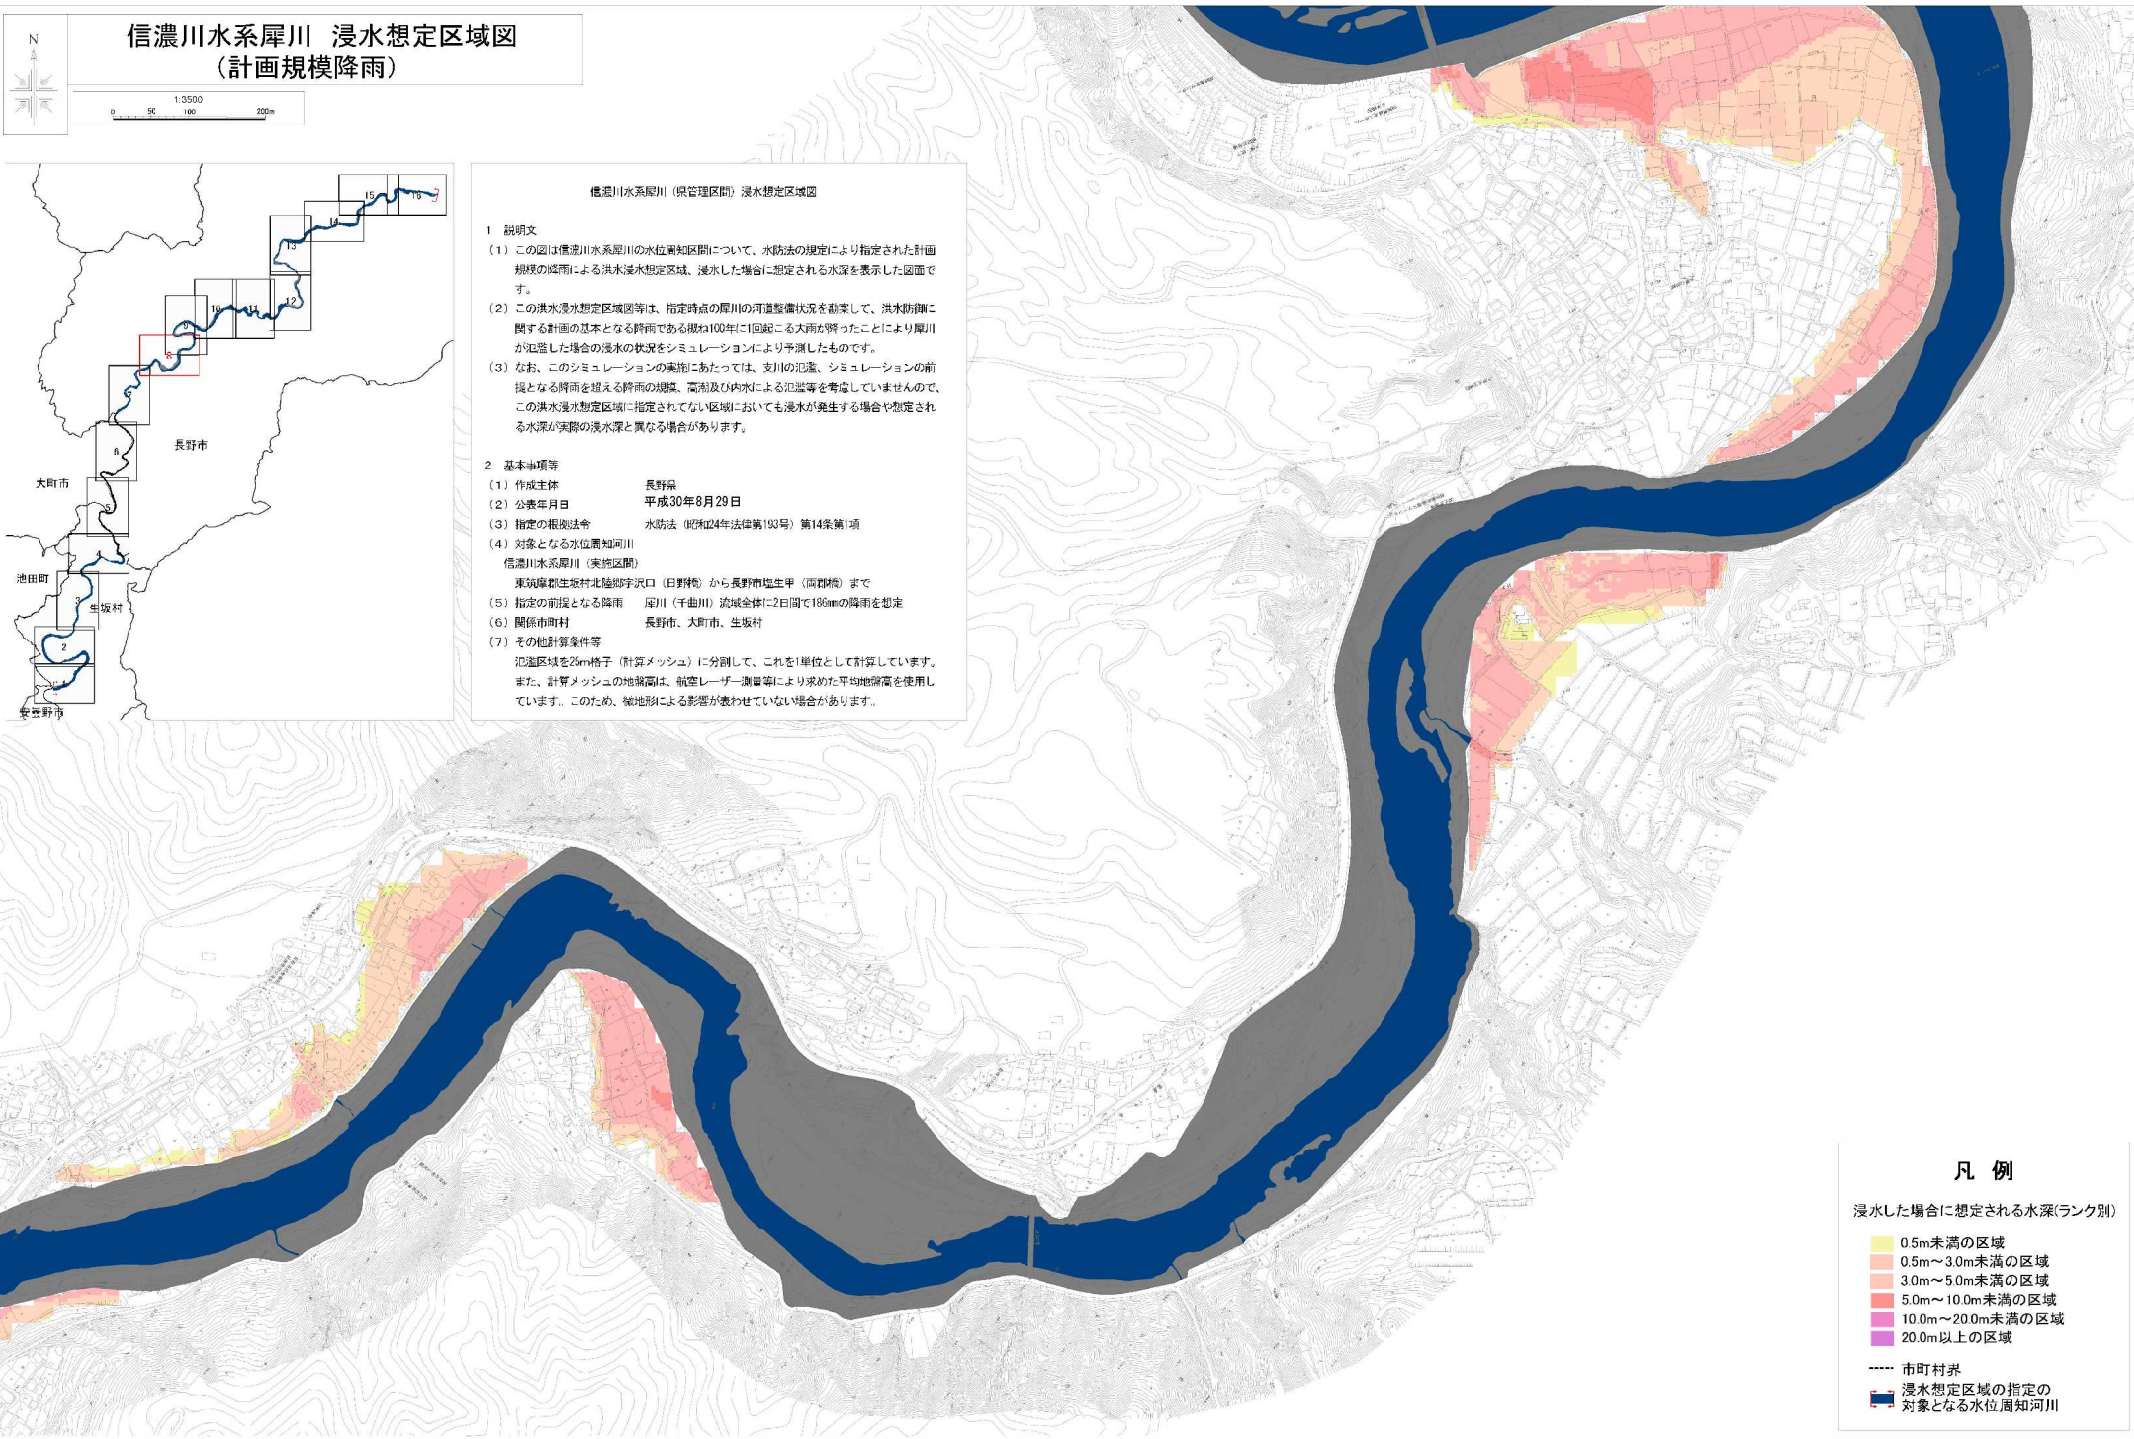 信濃川水系犀川 浸水想定区域図
(計画規模降雨)
N
1:3500
0 50 100 200m
15
16
14
13
12
10
11
9
8
7
6
長野市
大町市
5
4
池田町
3
生坂村
2
1
安曇野市
信濃川水系犀川(県管理区間)浸水想定区域図
1 説明文
(1)この図は信濃川水系犀川の水位周知区間について、水防法の規定により指定された計画
規模の降雨による洪水浸水想定区域、浸水した場合に想定される水深を表示した図面で
す。
(2)この洪水浸水想定区域図等は、指定時点の犀川の河道整備状況を勘案して、洪水防御に
関する計画の基本となる降雨である概ね100年に1回起こる大雨が降ったことにより犀川
が氾濫した場合の浸水の状況をシミュレーションにより予測したものです。
(3)なお、このシミュレーションの実施にあたっては、支川の氾濫、シミュレーションの前
提となる降雨を超える降雨の規模、高潮及び内水による氾濫等を考慮していませんので、
この洪水浸水想定区域に指定されてない区域においても浸水が発生する場合や想定され
る水深が実際の浸水深と異なる場合があります。
2 基本事項等
(1)作成主体 長野県
(2)公表年月日 平成30年8月29日
(3)指定の根拠法令 水防法(昭和24年法律第193号)第14条第1項
(4)対象となる水位周知河川
信濃川水系犀川(実施区間)
東筑摩郡生坂村北陸郷字沢口(日野橋)から長野市塩生甲(両郡橋)まで
(5)指定の前提となる降雨 犀川(千曲川)流域全体に2日間で186mmの降雨を想定
(6)関係市町村 長野市、大町市、生坂村
(7)その他計算条件等
氾濫区域を25m格子(計算メッシュ)に分割して、これを1単位として計算しています。
また、計算メッシュの地盤高は、航空レーザー測量等により求めた平均地盤高を使用し
ています。このため、微地形による影響が表わせていない場合があります。
凡 例
浸水した場合に想定される水深(ランク別)
0.5m未満の区域
0.5m～3.0m未満の区域
3.0m～5.0m未満の区域
5.0m～10.0m未満の区域
10.0m～20.0m未満の区域
20.0m以上の区域
市町村界
浸水想定区域の指定の
対象となる水位周知河川